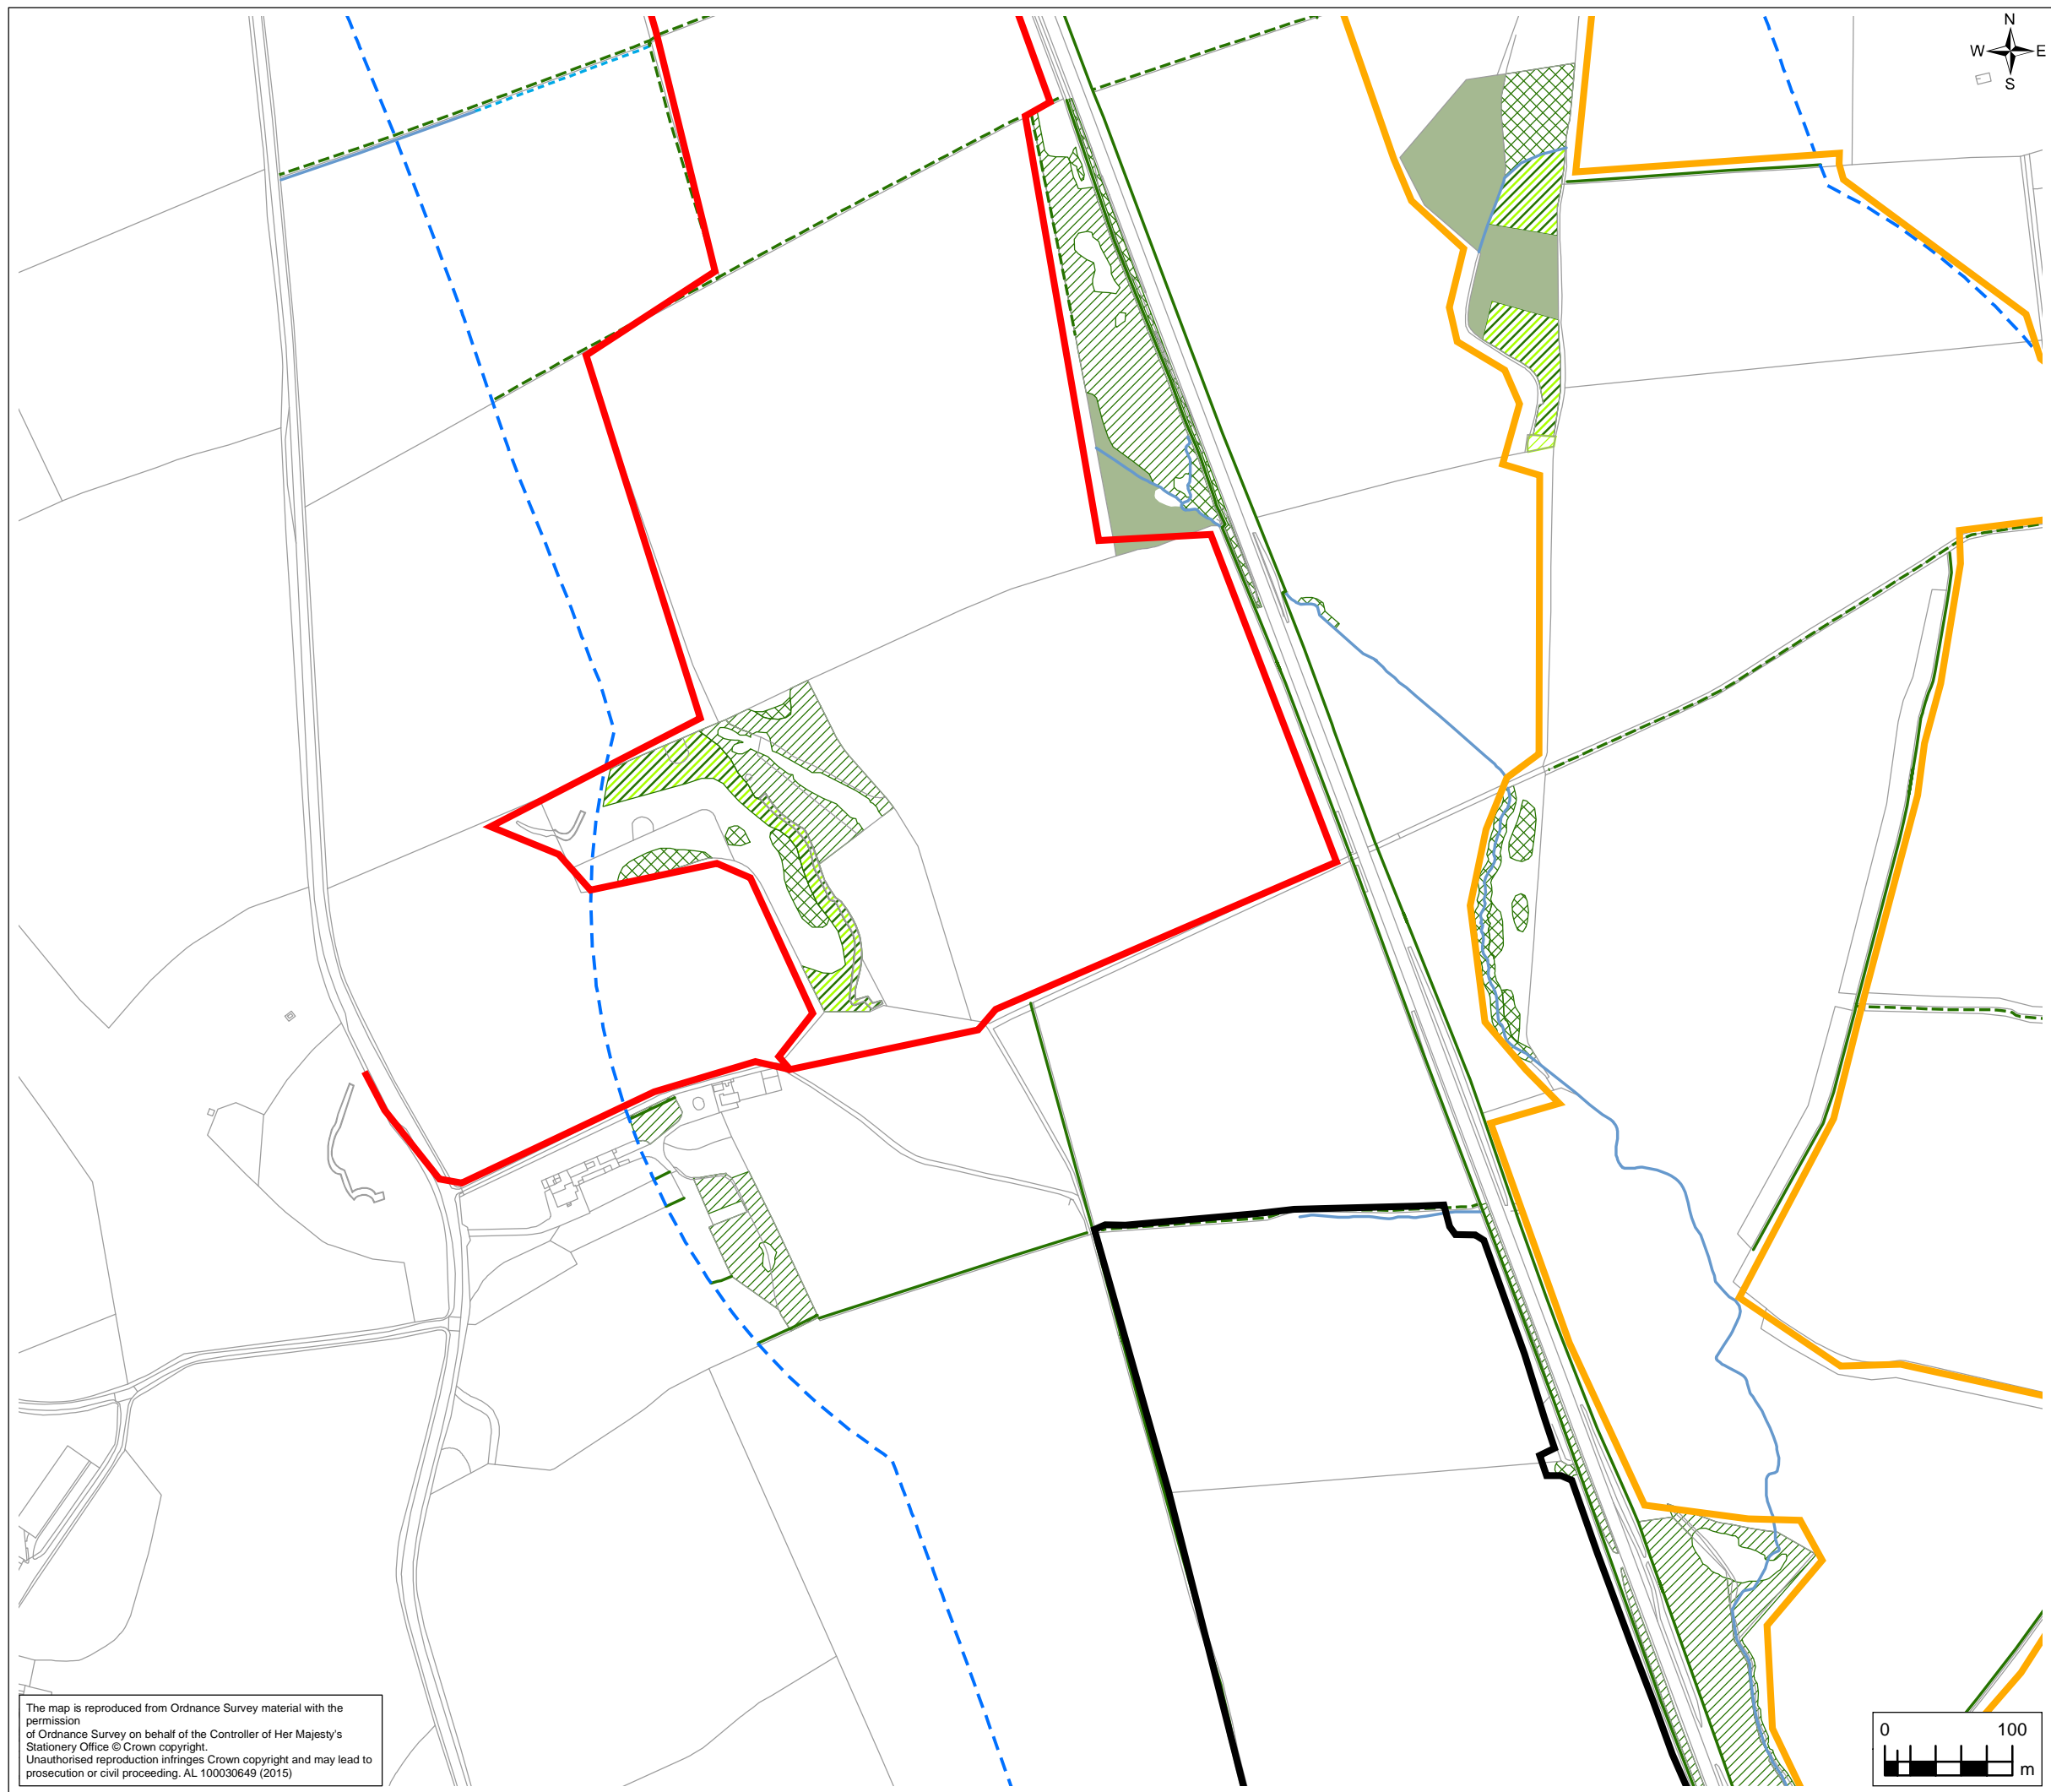 N
W E
S
The map is reproduced from Ordnance Survey material with the
permission
of Ordnance Survey on behalf of the Controller of Her Majesty's
Stationery Office © Crown copyright.
Unauthorised reproduction infringes Crown copyright and may lead to
prosecution or civil proceeding. AL 100030649 (2015)
0 100
m